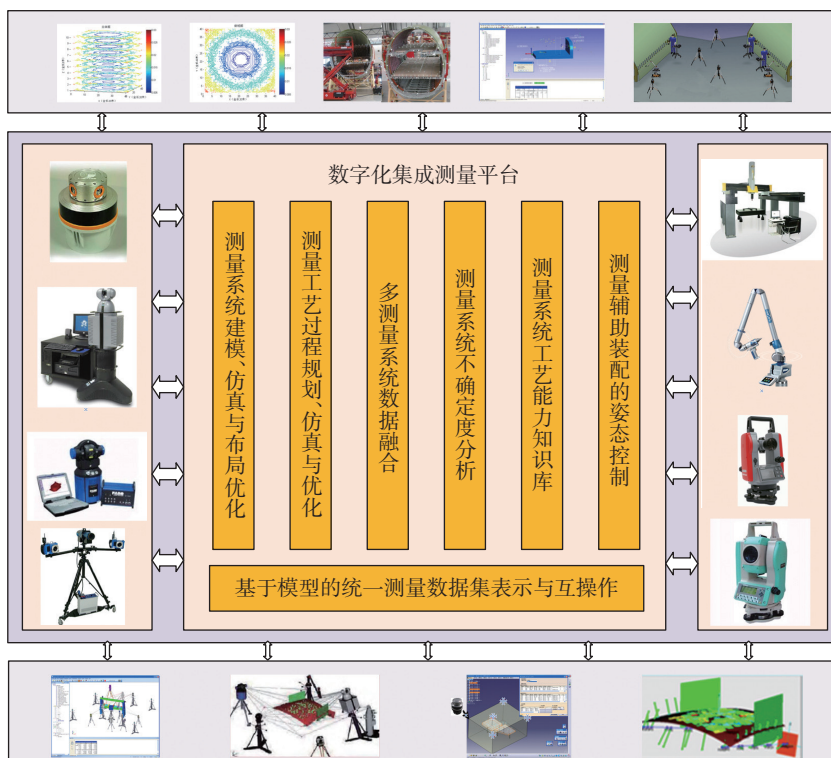 数字化集成测量平台
测量系统建模、仿真与布局优化
测量工艺过程规划、仿真与优化
多测量系统数据融合
测量系统不确定度分析
测量系统工艺能力知识库
测量辅助装配的姿态控制
基于模型的统一测量数据集表示与互操作